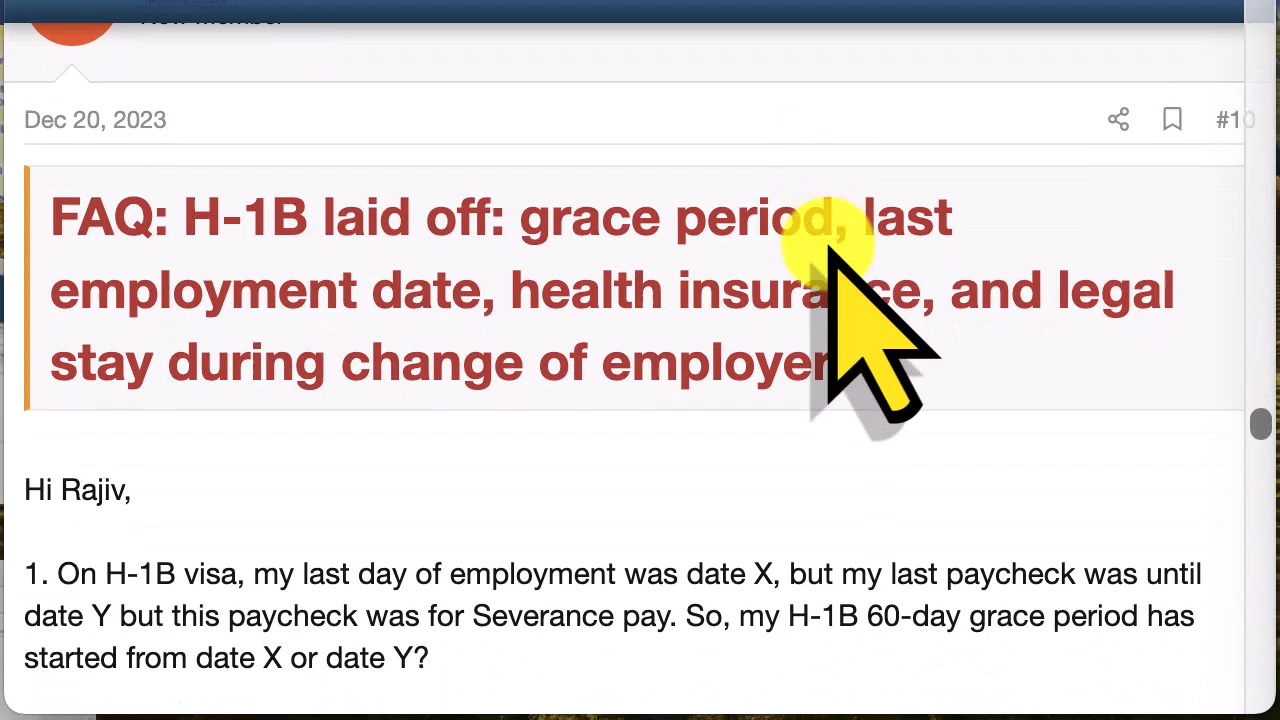 Dec 20, 2023
#10
FAQ: H-1B laid off: grace period, last
employment date, health insurance, and legal
stay during change of employer
Hi Rajiv,
1. On H-1B visa, my last day of employment was date X, but my last paycheck was until
date Y but this paycheck was for Severance pay. So, my H-1B 60-day grace period has
started from date X or date Y?